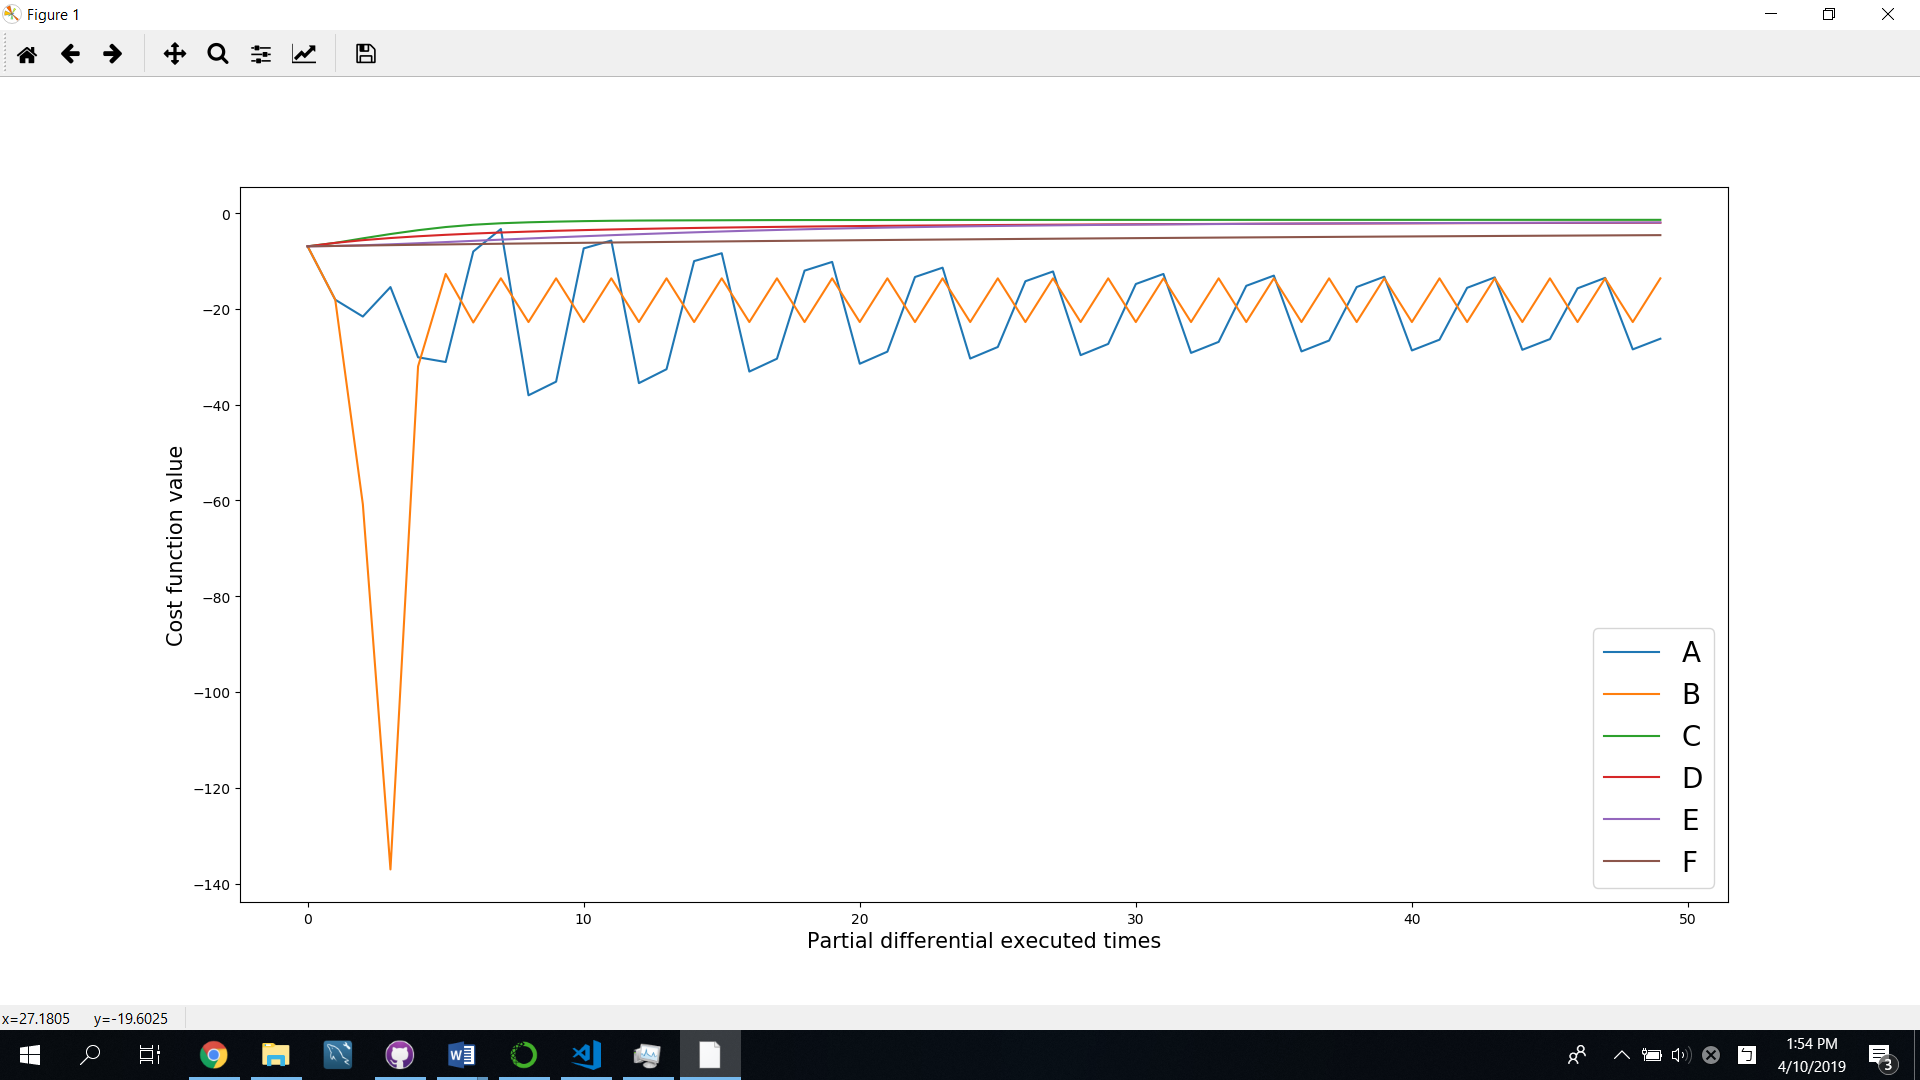 Figure 1
0
−20
−40
−60
−80
−100
−120
−140
Cost function value
0
10
20
30
40
50
Partial differential executed times
A
B
C
D
E
F
x=27.1805 y=-19.6025
1:54 PM
4/10/2019
3